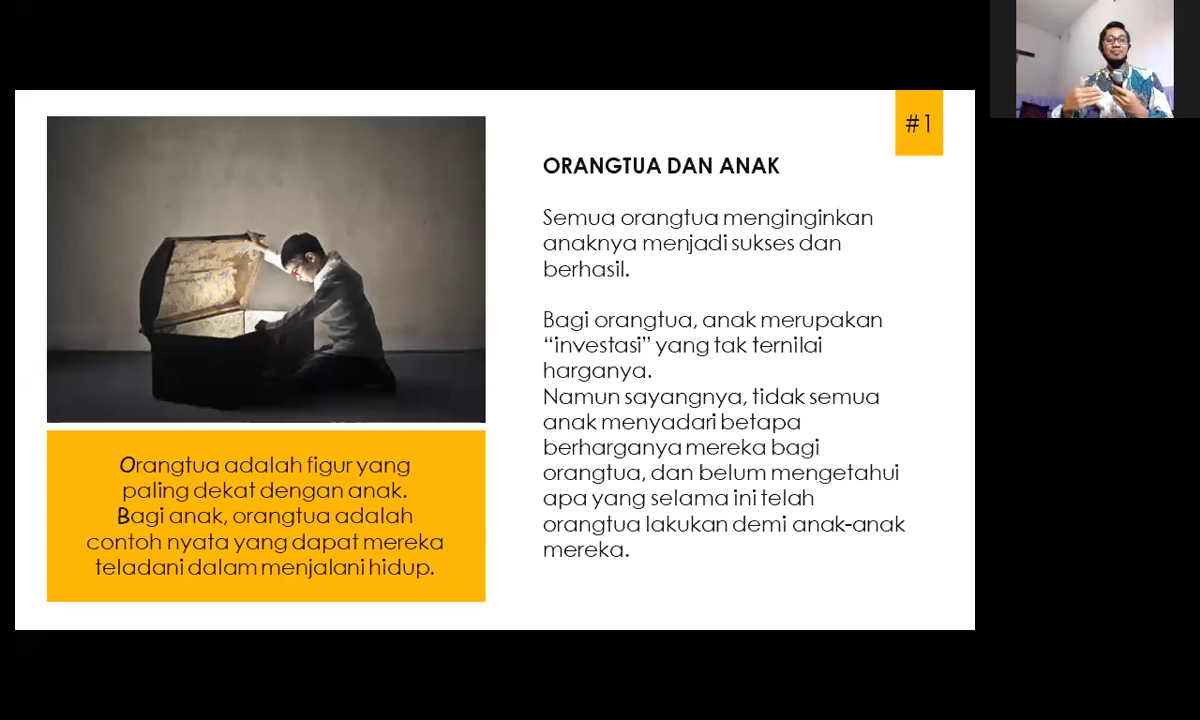 #1
ORANGTUA DAN ANAK
Semua orangtua menginginkan
anaknya menjadi sukses dan
berhasil.
Bagi orangtua, anak merupakan
“investasi” yang tak ternilai
harganya.
Namun sayangnya, tidak semua
anak menyadari betapa
berharganya mereka bagi
orangtua, dan belum mengetahui
apa yang selama ini telah
orangtua lakukan demi anak-anak
mereka.
Orangtua adalah figur yang
paling dekat dengan anak.
Bagi anak, orangtua adalah
contoh nyata yang dapat mereka
teladani dalam menjalani hidup.